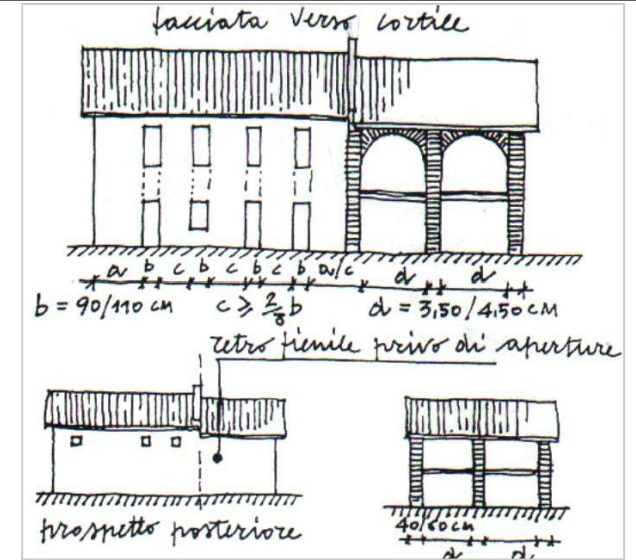 facciata verso cortile
a b c b c b c b a/c d d
b = 90/110 cm c ⩾ 2/3 b d = 3,50/4,50 cm
retro fienile privo di aperture
40/60 cm
d d
prospetto posteriore